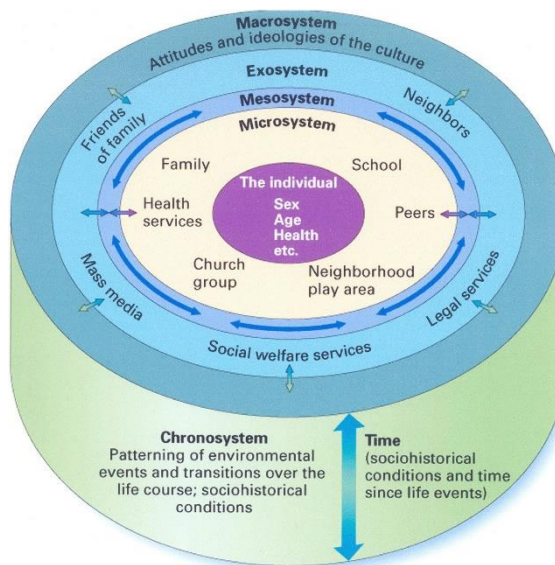 Macrosystem
Attitudes and ideologies of the culture
Exosystem
Mesosystem
Microsystem
Friends
of family
Neighbors
Family
School
The individual
Sex
Age
Health
etc.
Health
services
Peers
Church
group
Neighborhood
play area
Mass media
Legal services
Social welfare services
Chronosystem
Patterning of environmental
events and transitions over the
life course; sociohistorical
conditions
Time
(sociohistorical
conditions and time
since life events)